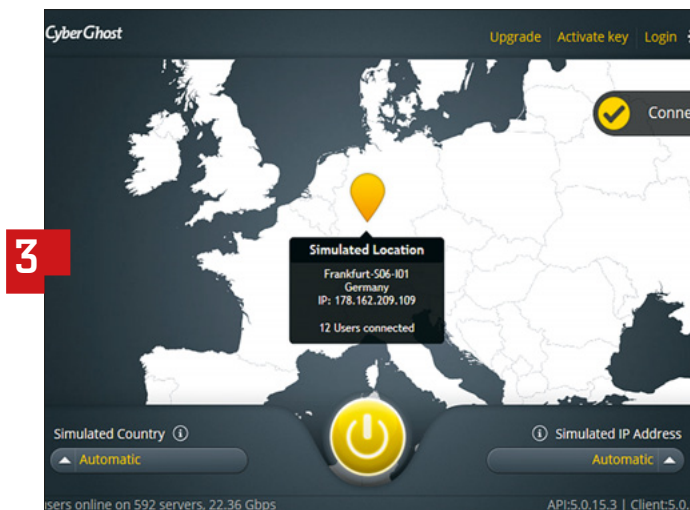 CyberGhost
Upgrade Activate key Login
Conne
3
Simulated Location
Frankfurt-S06-I01
Germany
IP: 178.162.209.109
12 Users connected
Simulated Country
Simulated IP Address
Automatic
Automatic
sers online on 592 servers, 22.36 Gbps
API:5.0.15.3 | Client:5.0.